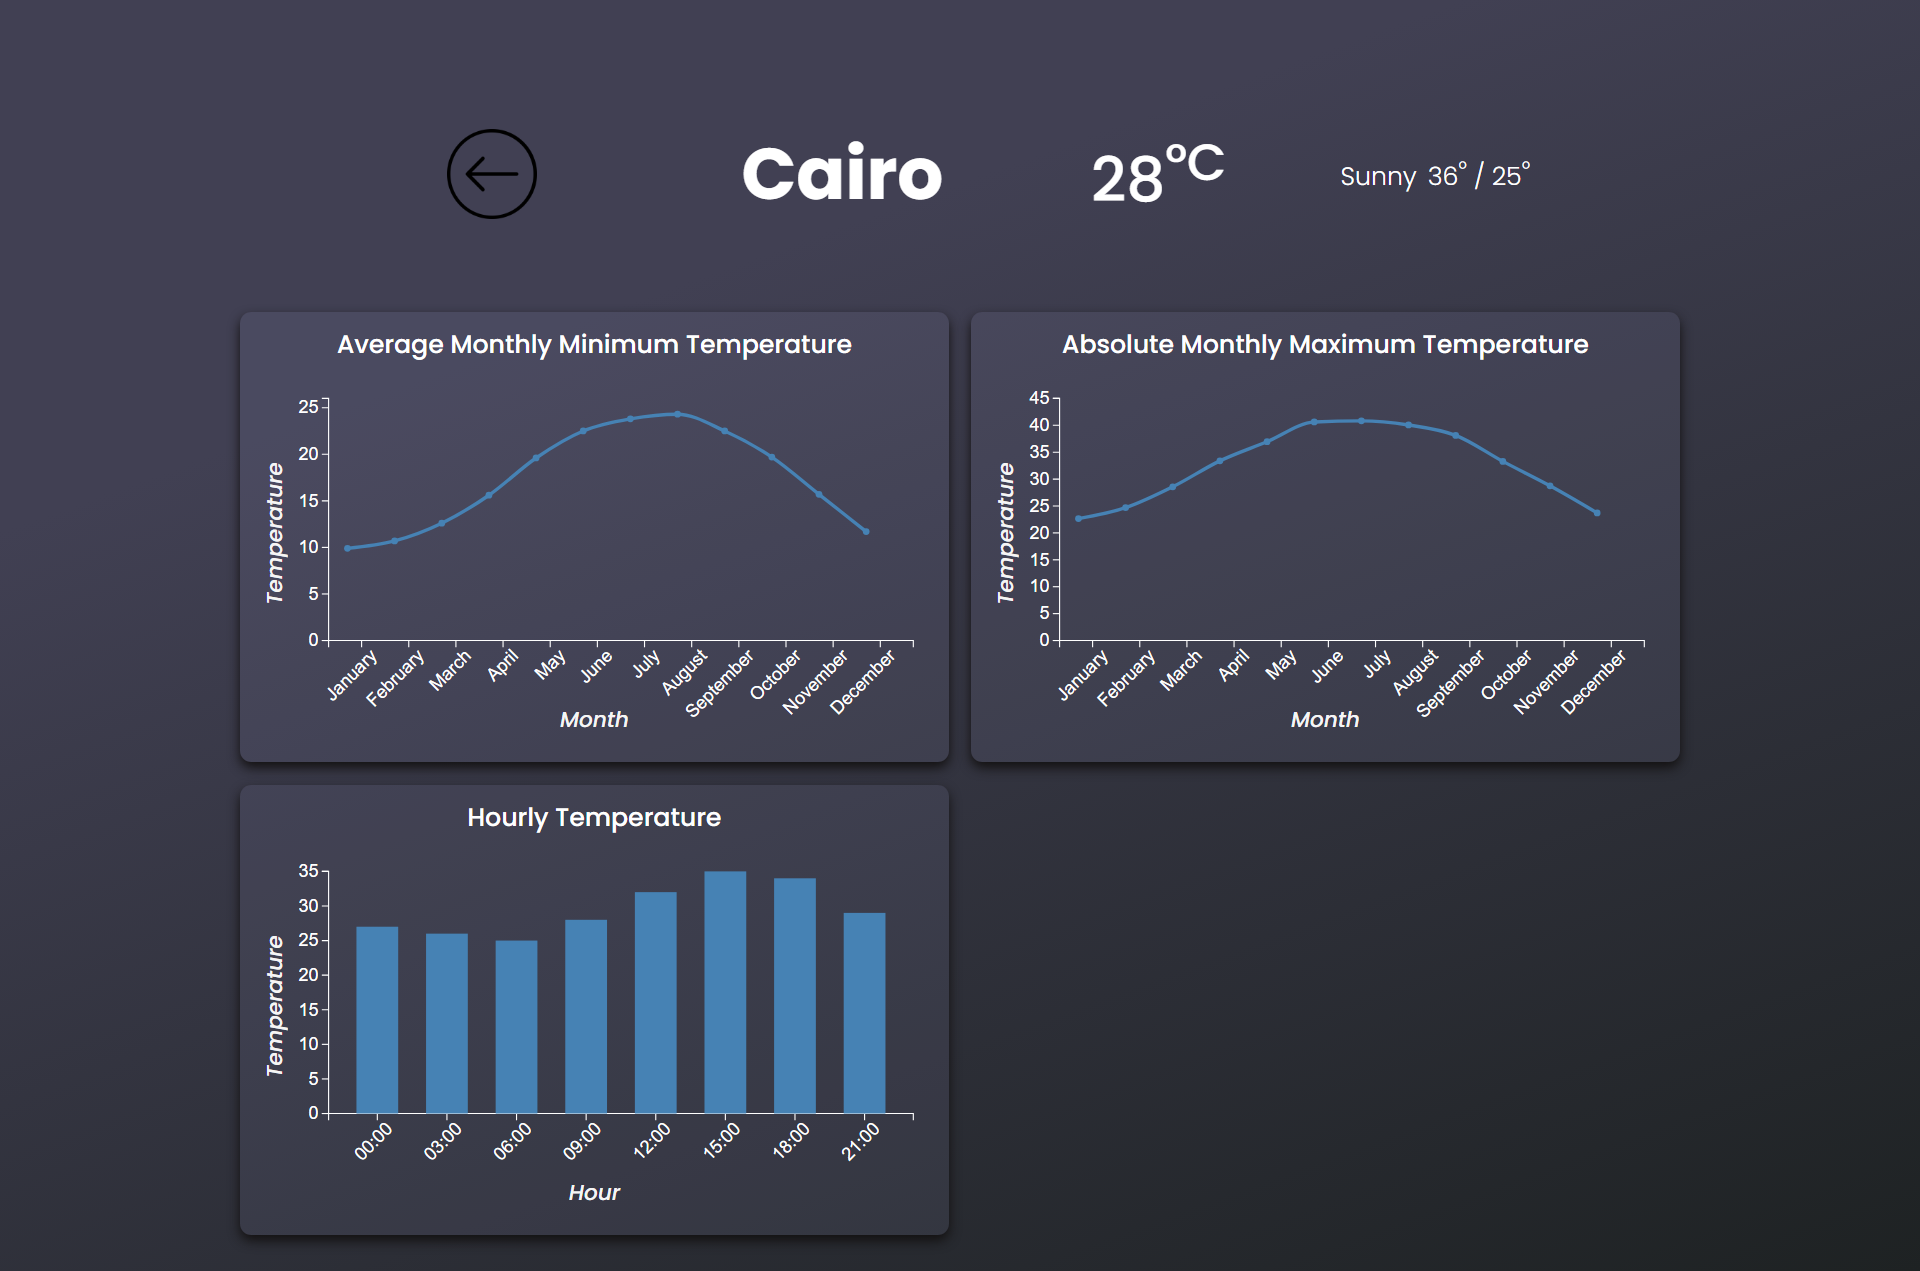 Cairo
28°C
Sunny 36° / 25°
Average Monthly Minimum Temperature
25
20
15
10
5
0
Temperature
January
February
March
April
May
June
July
August
September
October
November
December
Month
Absolute Monthly Maximum Temperature
45
40
35
30
25
20
15
10
5
0
Temperature
January
February
March
April
May
June
July
August
September
October
November
December
Month
Hourly Temperature
35
30
25
20
15
10
5
0
Temperature
00:00
03:00
06:00
09:00
12:00
15:00
18:00
21:00
Hour